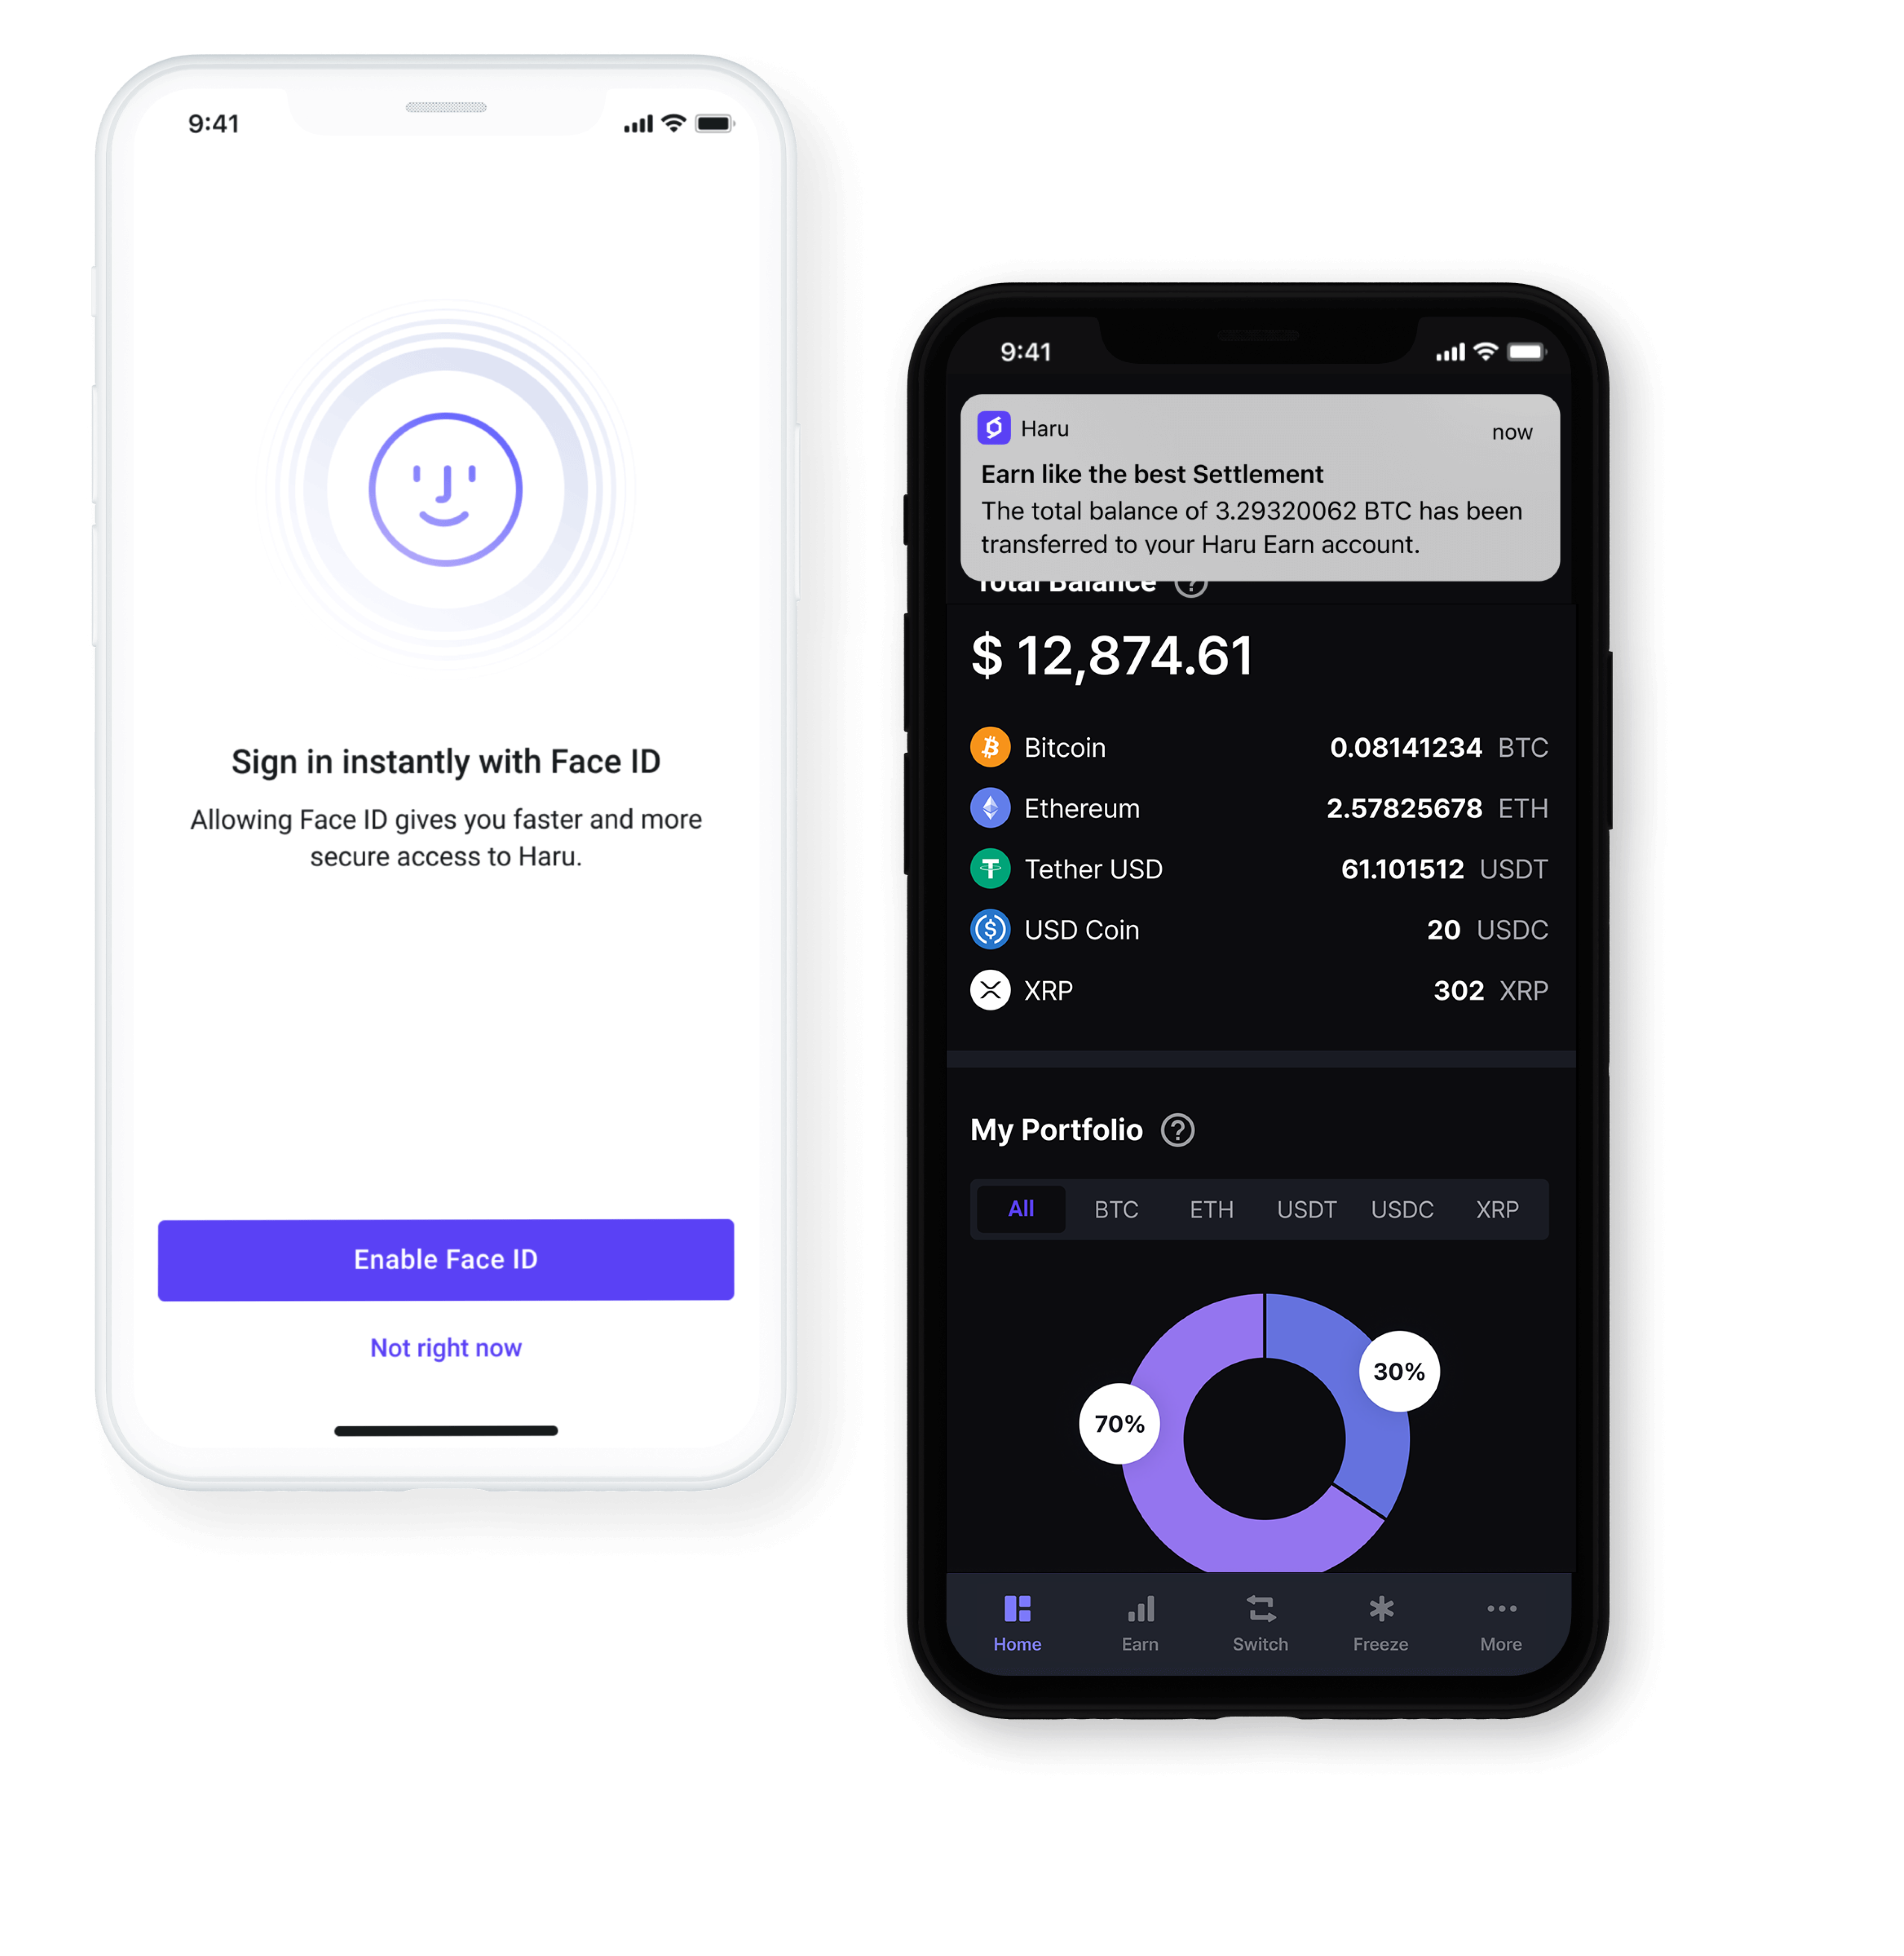 9:41
Sign in instantly with Face ID
Allowing Face ID gives you faster and more
secure access to Haru.
Enable Face ID
Not right now
9:41
Haru
now
Earn like the best Settlement
The total balance of 3.29320062 BTC has been
transferred to your Haru Earn account.
Total Balance ?
$ 12,874.61
Bitcoin 0.08141234 BTC
Ethereum 2.57825678 ETH
Tether USD 61.101512 USDT
USD Coin 20 USDC
XRP 302 XRP
My Portfolio ?
All BTC ETH USDT USDC XRP
30%
70%
Home Earn Switch Freeze More